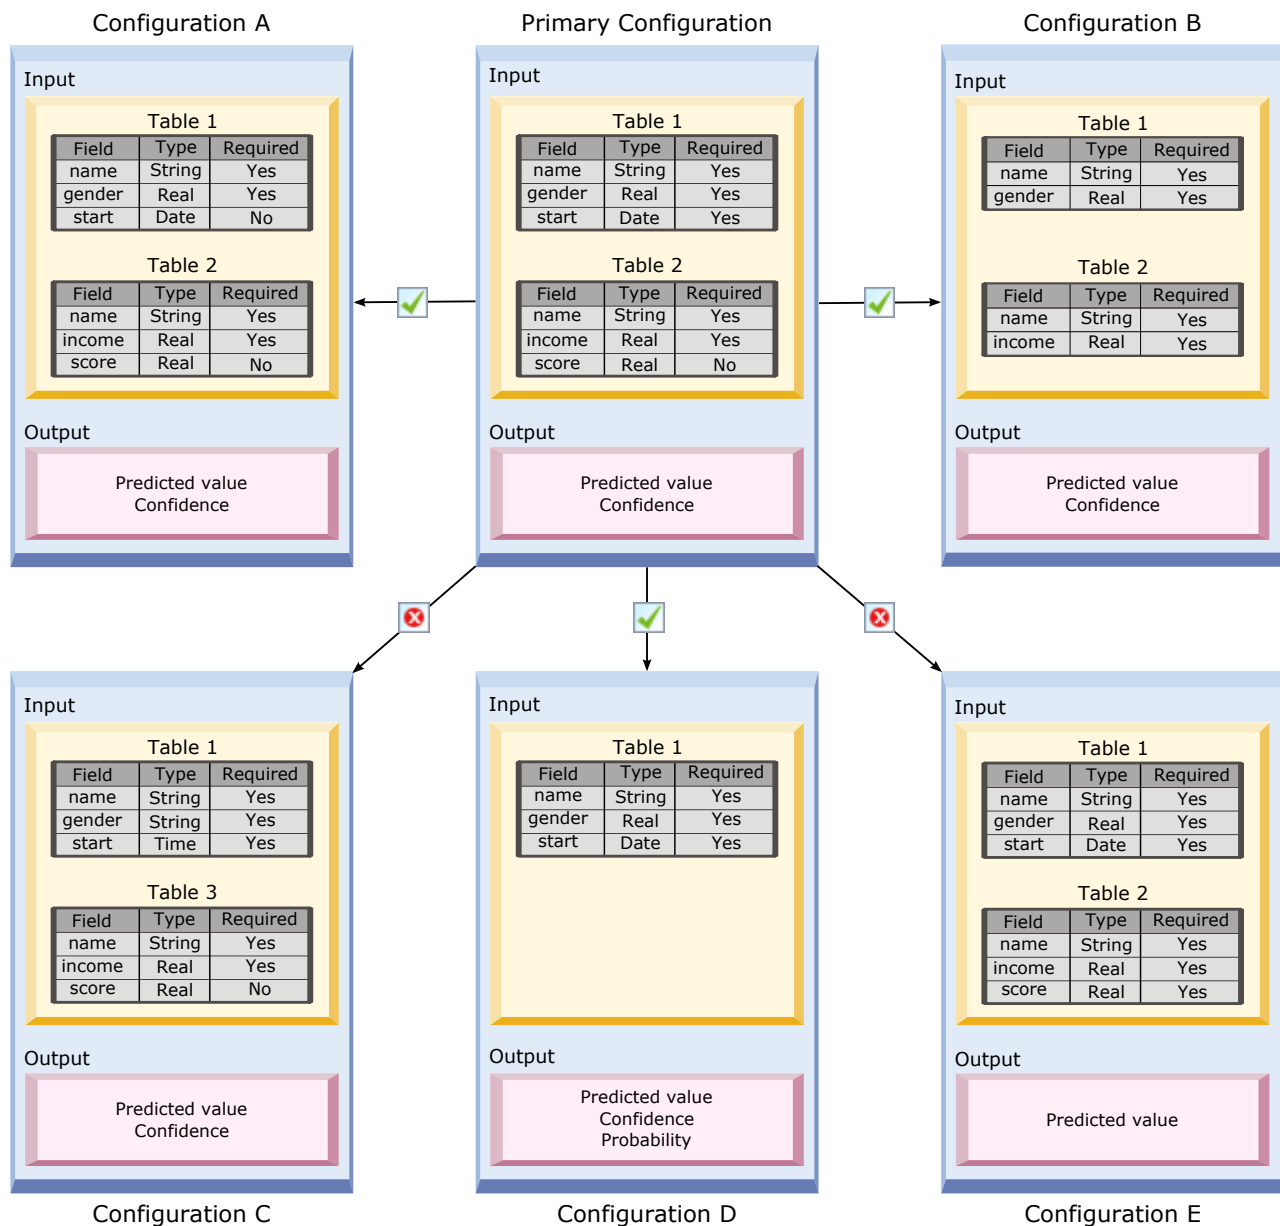 Configuration A
Input
Table 1
Field Type Required
name String Yes
gender Real Yes
start Date No
Table 2
Field Type Required
name String Yes
income Real Yes
score Real No
Output
Predicted value
Confidence
Primary Configuration
Input
Table 1
Field Type Required
name String Yes
gender Real Yes
start Date Yes
Table 2
Field Type Required
name String Yes
income Real Yes
score Real No
Output
Predicted value
Confidence
Configuration B
Input
Table 1
Field Type Required
name String Yes
gender Real Yes
Table 2
Field Type Required
name String Yes
income Real Yes
Output
Predicted value
Confidence
Input
Table 1
Field Type Required
name String Yes
gender String Yes
start Time Yes
Table 3
Field Type Required
name String Yes
income Real Yes
score Real No
Output
Predicted value
Confidence
Configuration C
Input
Table 1
Field Type Required
name String Yes
gender Real Yes
start Date Yes
Output
Predicted value
Confidence
Probability
Configuration D
Input
Table 1
Field Type Required
name String Yes
gender Real Yes
start Date Yes
Table 2
Field Type Required
name String Yes
income Real Yes
score Real Yes
Output
Predicted value
Configuration E